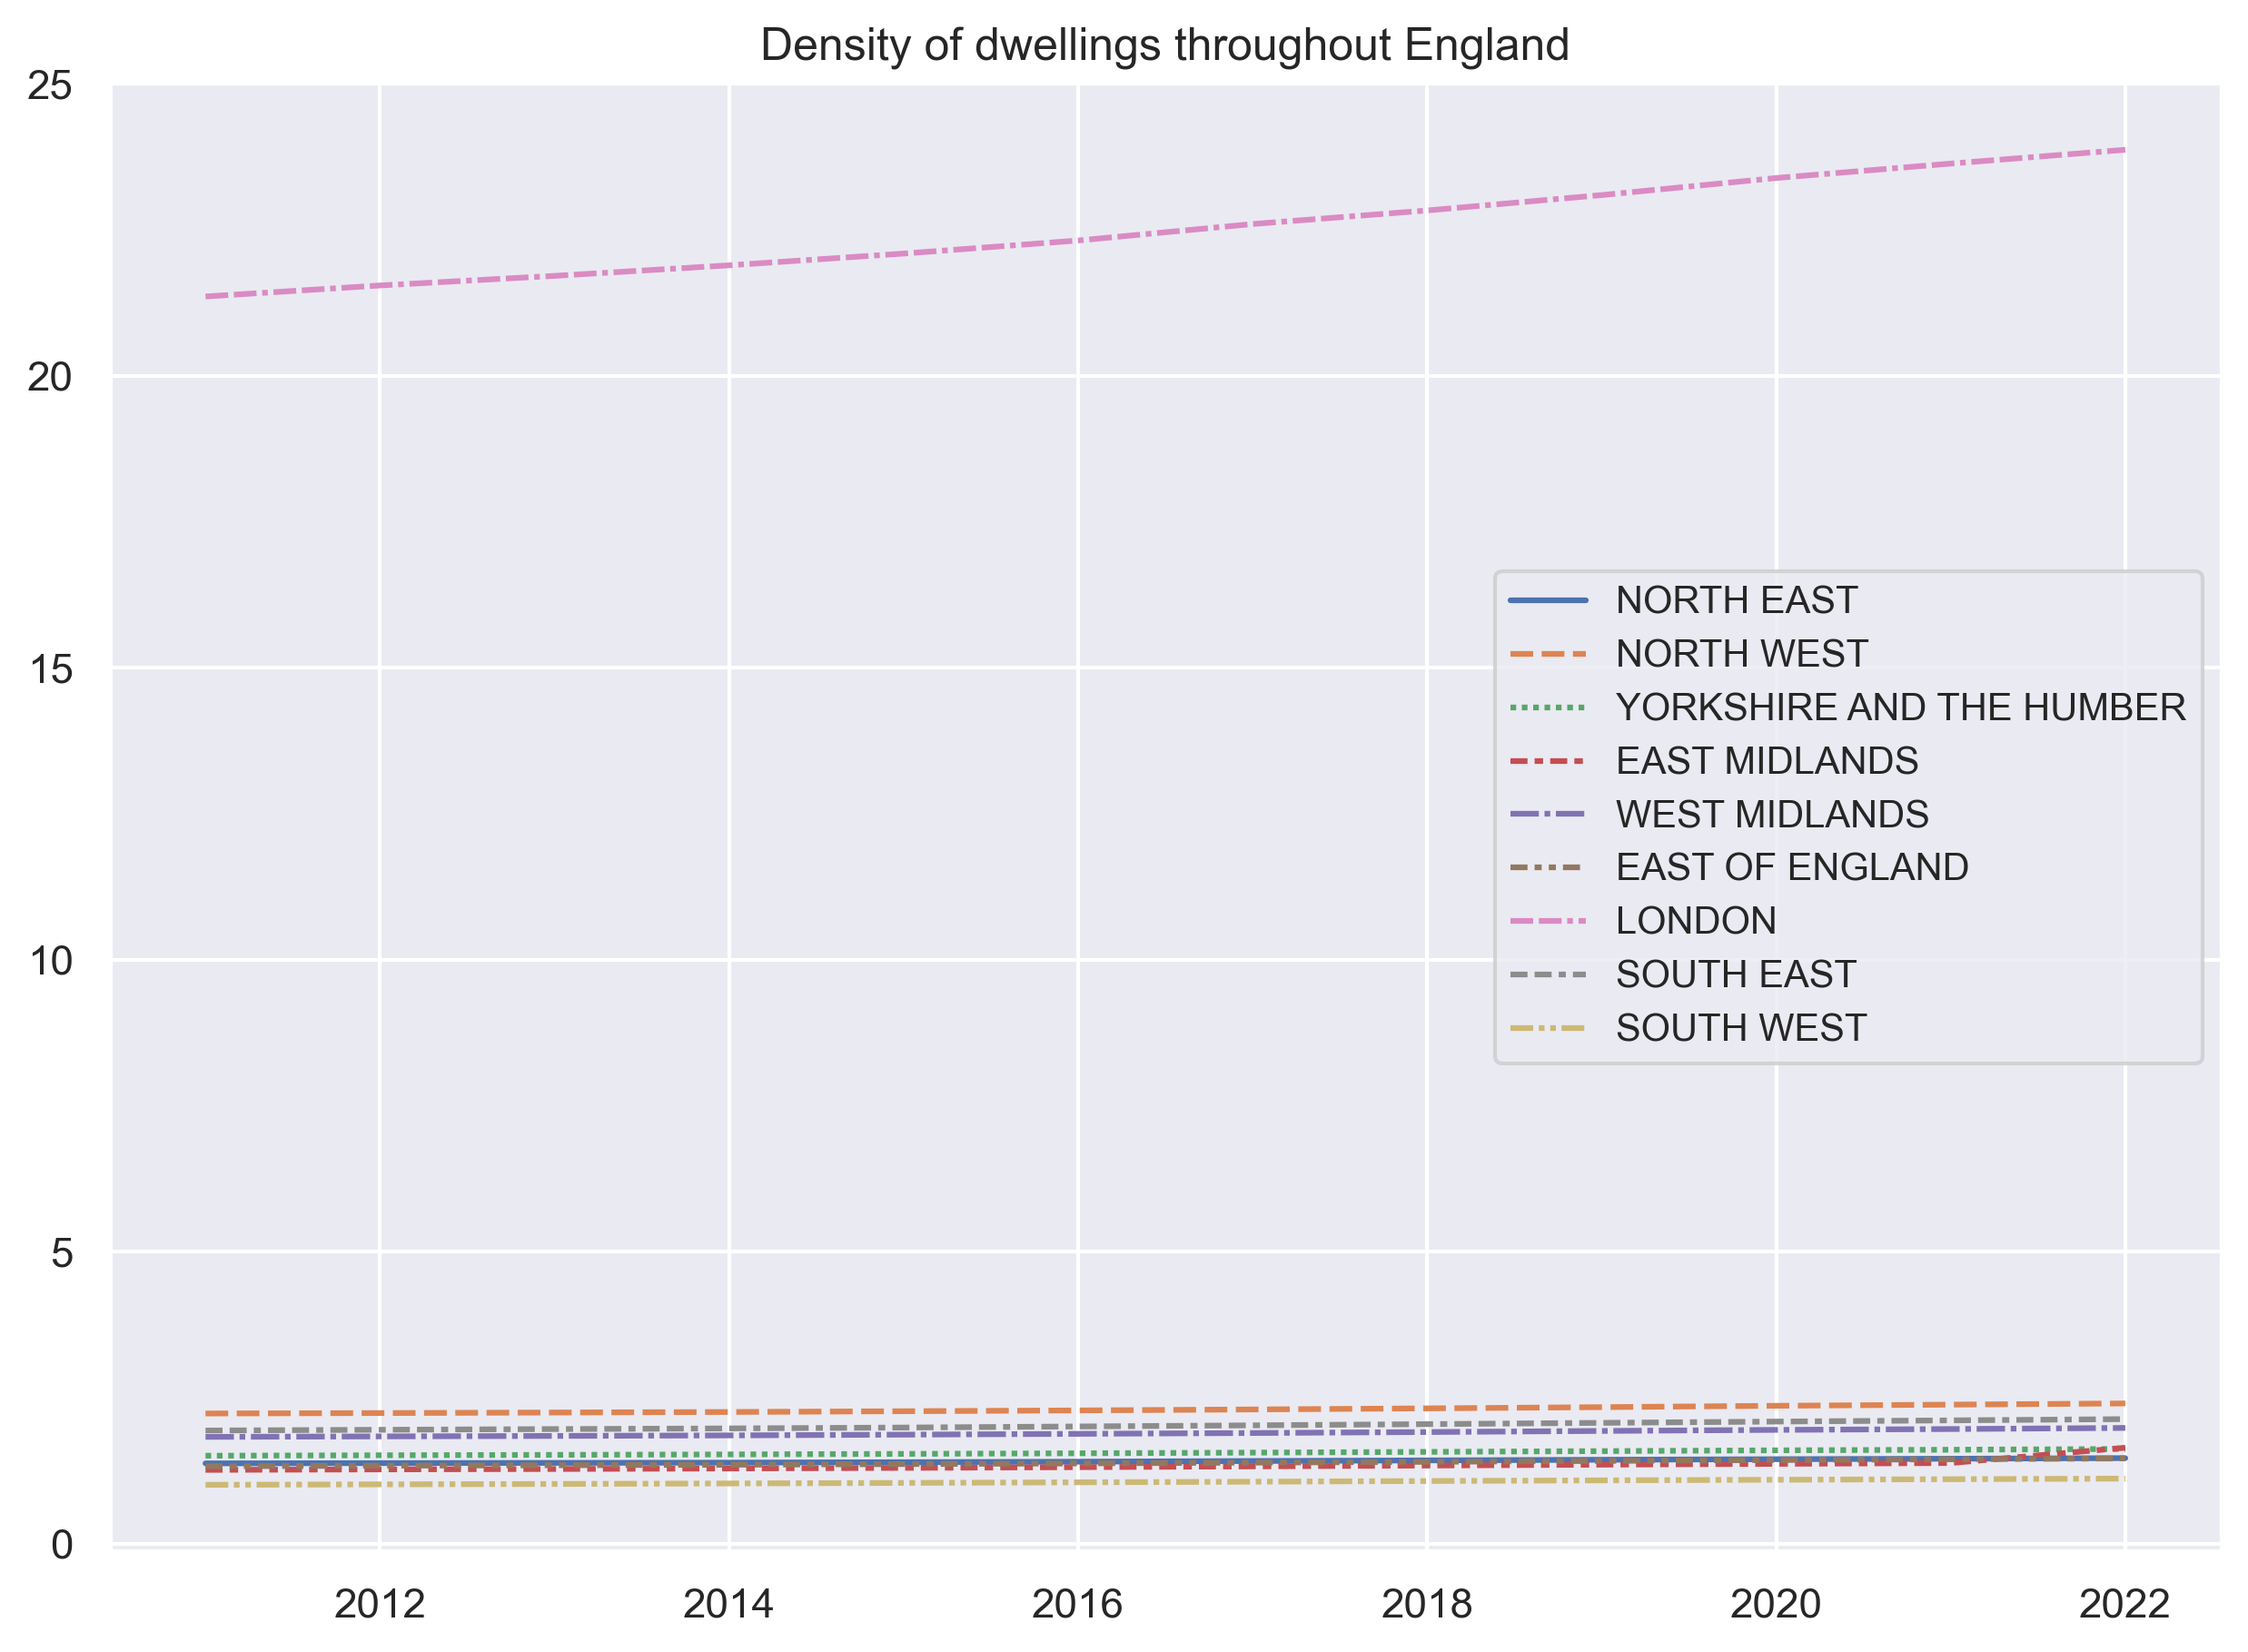 Density of dwellings throughout England
25
20
15
10
5
0
NORTH EAST
NORTH WEST
YORKSHIRE AND THE HUMBER
EAST MIDLANDS
WEST MIDLANDS
EAST OF ENGLAND
LONDON
SOUTH EAST
SOUTH WEST
2012 2014 2016 2018 2020 2022